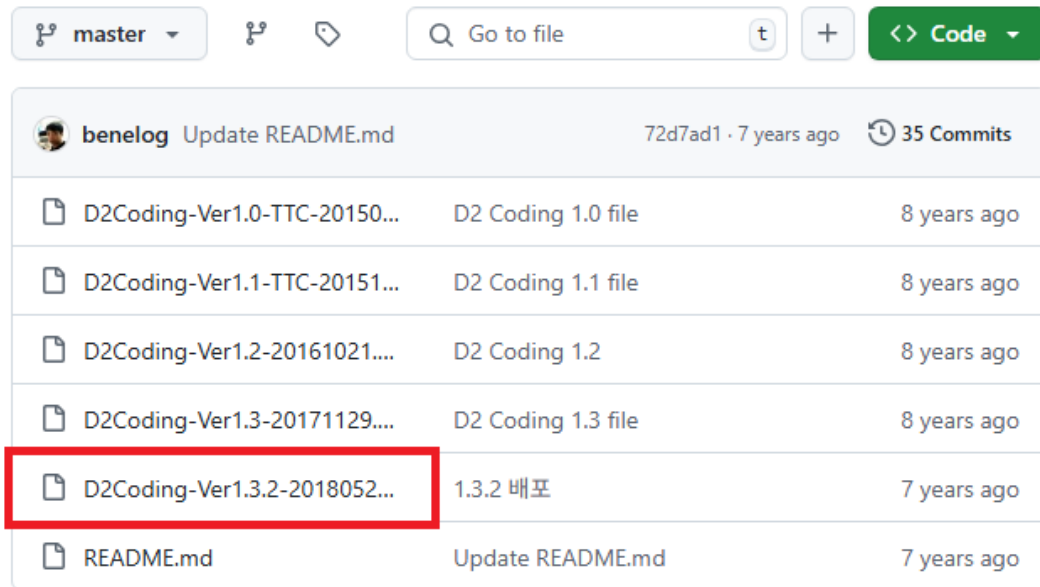 master Go to file t + <> Code
benelog Update README.md 72d7ad1 · 7 years ago 35 Commits
D2Coding-Ver1.0-TTC-20150... D2 Coding 1.0 file 8 years ago
D2Coding-Ver1.1-TTC-20151... D2 Coding 1.1 file 8 years ago
D2Coding-Ver1.2-20161021.... D2 Coding 1.2 8 years ago
D2Coding-Ver1.3-20171129.... D2 Coding 1.3 file 8 years ago
D2Coding-Ver1.3.2-2018052... 1.3.2 배포 7 years ago
README.md Update README.md 7 years ago